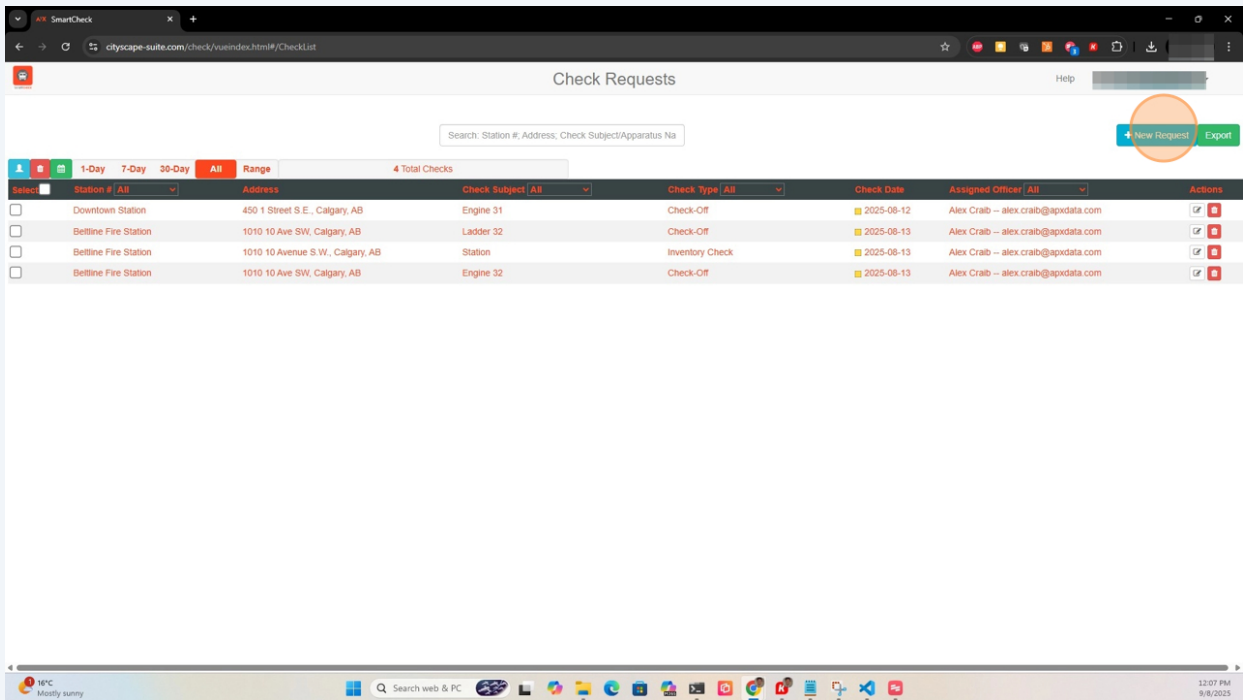 SmartCheck
cityscape-suite.com/check/vueindex.html#/CheckList
Check Requests
Help
Search: Station #; Address; Check Subject/Apparatus Na
+ New Request
Export
1-Day 7-Day 30-Day All Range 4 Total Checks
Select Station # All Address Check Subject All Check Type All Check Date Assigned Officer All Actions
Downtown Station 450 1 Street S.E., Calgary, AB Engine 31 Check-Off 2025-08-12 Alex Craib -- alex.craib@apxdata.com
Beltline Fire Station 1010 10 Ave SW, Calgary, AB Ladder 32 Check-Off 2025-08-13 Alex Craib -- alex.craib@apxdata.com
Beltline Fire Station 1010 10 Avenue S.W., Calgary, AB Station Inventory Check 2025-08-13 Alex Craib -- alex.craib@apxdata.com
Beltline Fire Station 1010 10 Ave SW, Calgary, AB Engine 32 Check-Off 2025-08-13 Alex Craib -- alex.craib@apxdata.com
16°C
Mostly sunny
Search web & PC
12:07 PM
9/8/2025